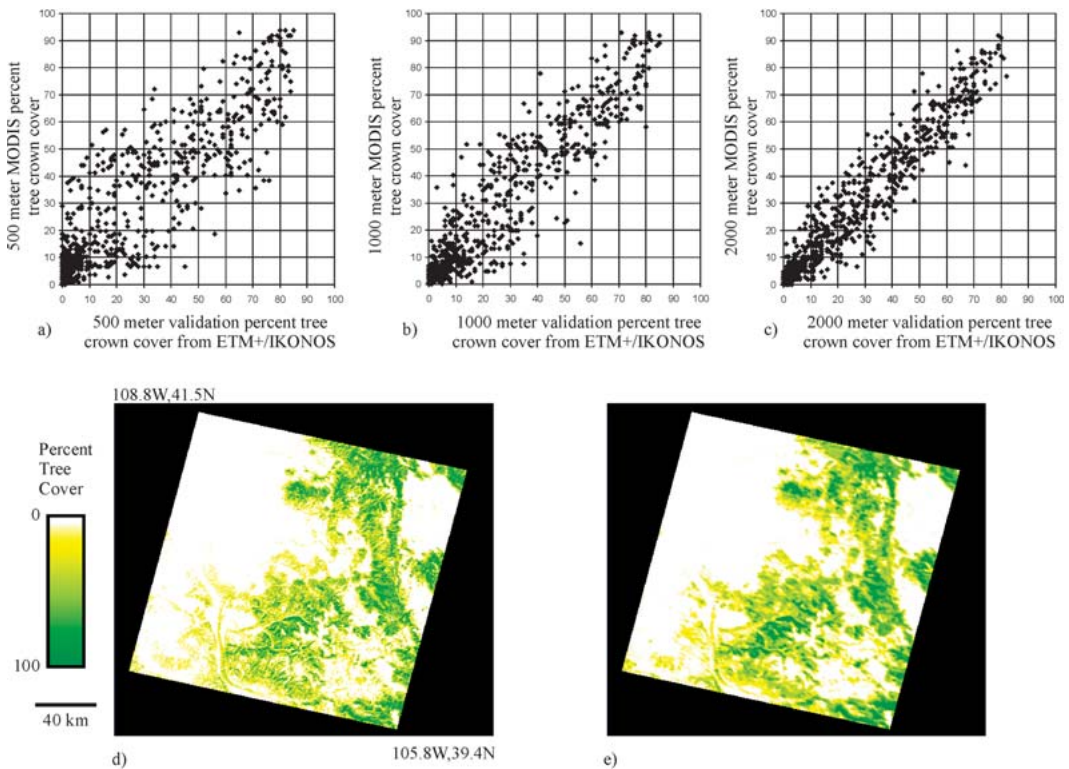 100
90
80
70
60
50
40
30
20
10
0
500 meter MODIS percent
tree crown cover
0 10 20 30 40 50 60 70 80 90 100
a)
500 meter validation percent tree
crown cover from ETM+/IKONOS
100
90
80
70
60
50
40
30
20
10
0
1000 meter MODIS percent
tree crown cover
0 10 20 30 40 50 60 70 80 90 100
b)
1000 meter validation percent tree
crown cover from ETM+/IKONOS
100
90
80
70
60
50
40
30
20
10
0
2000 meter MODIS percent
tree crown cover
0 10 20 30 40 50 60 70 80 90 100
c)
2000 meter validation percent tree
crown cover from ETM+/IKONOS
108.8W,41.5N
Percent
Tree
Cover
0
100
40 km
d)
105.8W,39.4N
e)